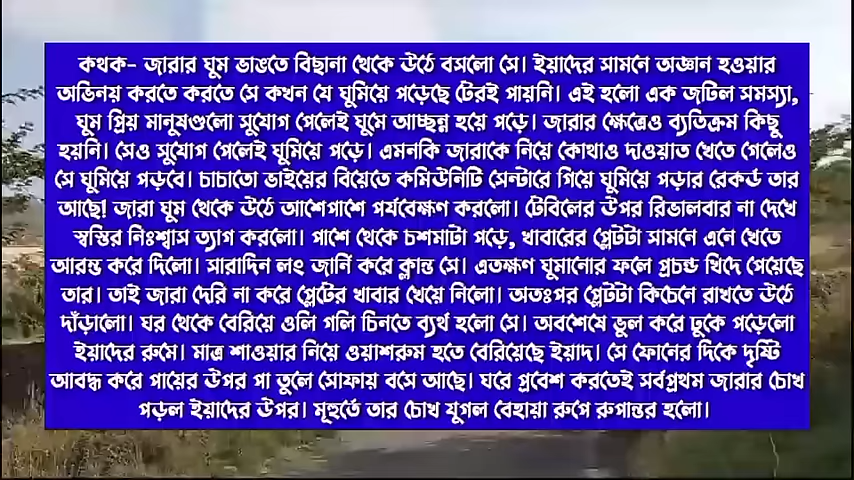 কথক- জারার ঘুম ভাঙতে বিছানা থেকে উঠে বসলো সে। ইয়াদের সামনে অজ্ঞান হওয়ার
অভিনয় করতে করতে সে কখন যে ঘুমিয়ে পড়েছে টেরই পায়নি। এই হলো এক জটিল সমস্যা,
ঘুম প্রিয় মানুষগুলো সুযোগ পেলেই ঘুমে আচ্ছন্ন হয়ে পড়ে। জারার ক্ষেত্রেও ব্যতিক্রম কিছু
হয়নি। সেও সুযোগ পেলেই ঘুমিয়ে পড়ে। এমনকি জারাকে নিয়ে কোথাও দাওয়াত খেতে গেলেও
সে ঘুমিয়ে পড়বে। চাচাতো ভাইয়ের বিয়েতে কমিউনিটি সেন্টারে গিয়ে ঘুমিয়ে পড়ার রেকর্ড তার
আছে! জারা ঘুম থেকে উঠে আশেপাশে পর্যবেক্ষণ করলো। টেবিলের উপর রিভালবার না দেখে
স্বস্তির নিঃশ্বাস ত্যাগ করলো। পাশে থেকে চশমাটা পড়ে, খাবারের প্লেটটা সামনে এনে খেতে
আরম্ভ করে দিলো। সারাদিন লং জার্নি করে ক্লান্ত সে। এতক্ষণ ঘুমানোর ফলে প্রচন্ড খিদে পেয়েছে
তার। তাই জারা দেরি না করে প্লেটের খাবার খেয়ে নিলো। অতঃপর প্লেটটা কিচেনে রাখতে উঠে
দাঁড়ালো। ঘর থেকে বেরিয়ে ওলি গলি চিনতে ব্যর্থ হলো সে। অবশেষে ভুল করে ঢুকে পড়েলো
ইয়াদের রুমে। মাত্র শাওয়ার নিয়ে ওয়াশরুম হতে বেরিয়েছে ইয়াদ। সে ফোনের দিকে দৃষ্টি
আবদ্ধ করে পায়ের উপর পা তুলে সোফায় বসে আছে। ঘরে প্রবেশ করতেই সর্বপ্রথম জারার চোখ
পড়ল ইয়াদের উপর। মূহুর্তে তার চোখ যুগল বেহায়া রুপে রুপান্তর হলো।